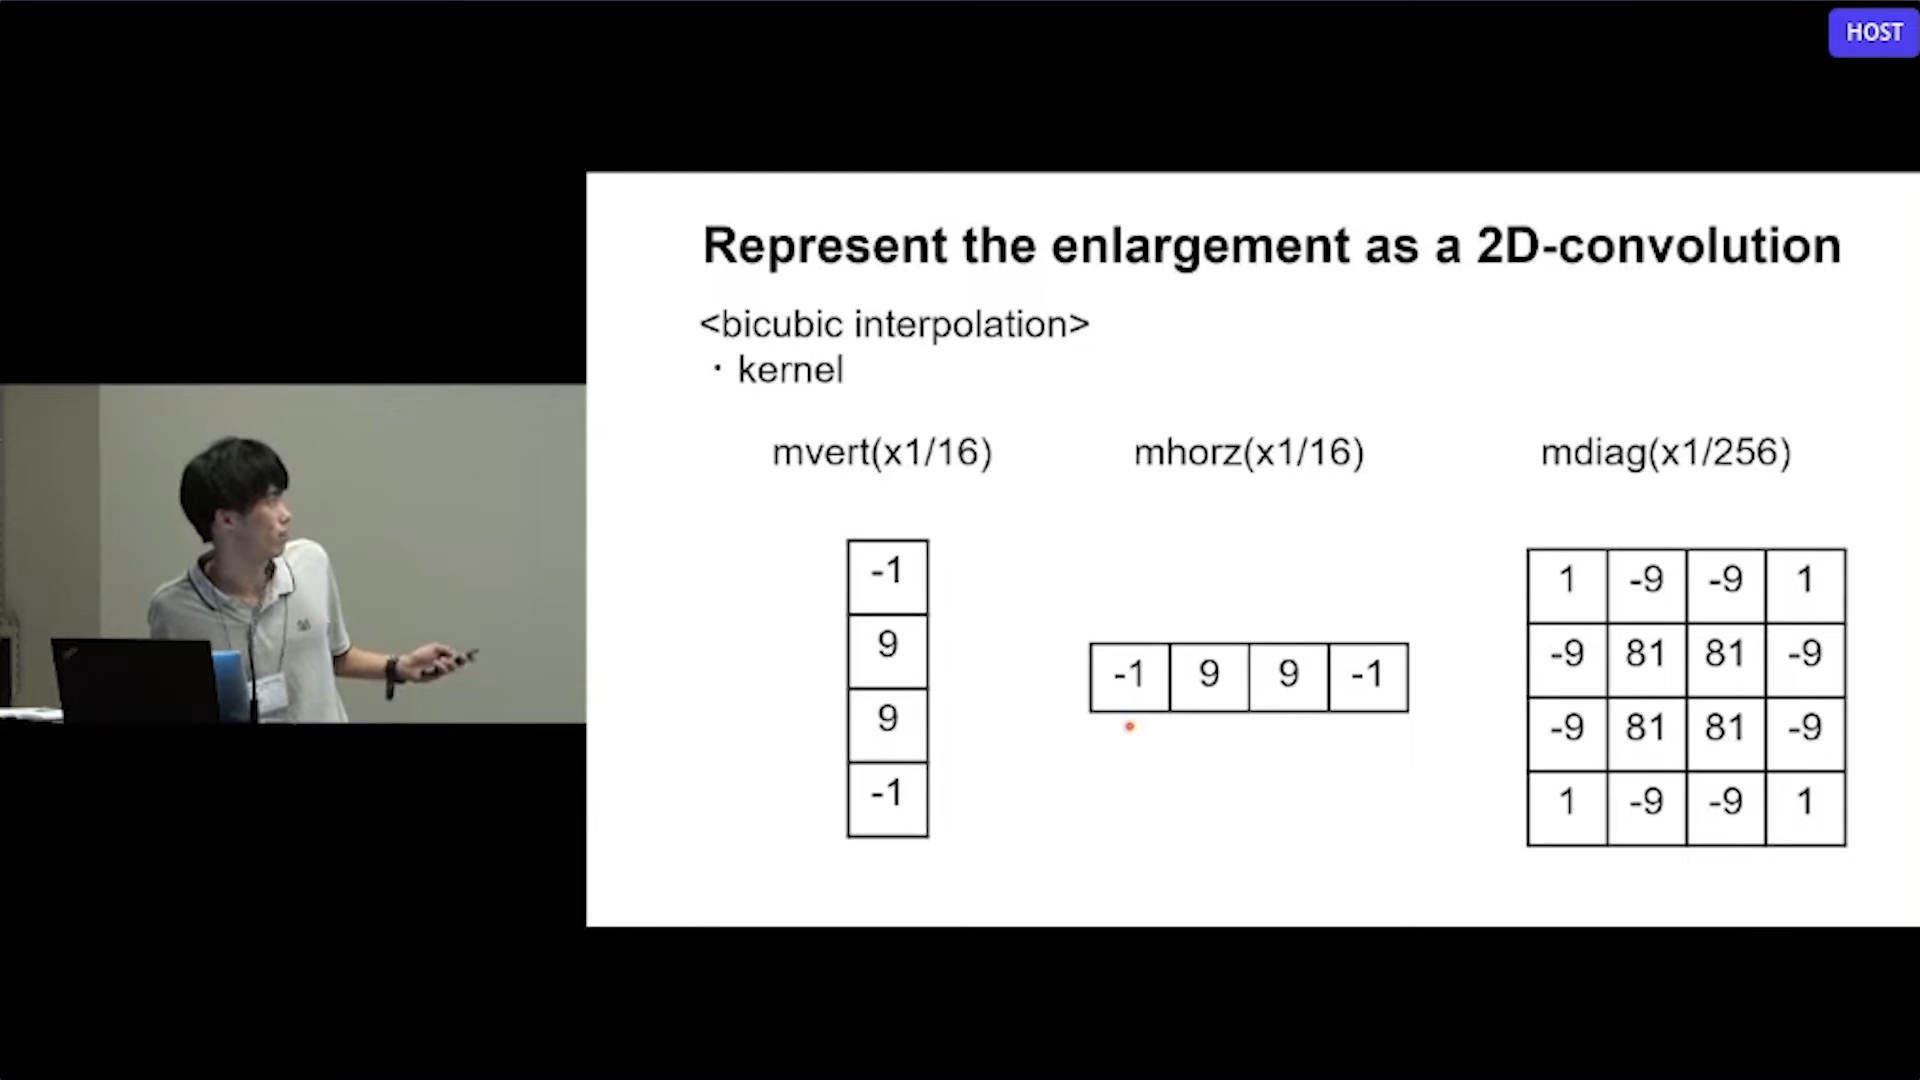 HOST
Represent the enlargement as a 2D-convolution
<bicubic interpolation>
・kernel
mvert(x1/16) mhorz(x1/16) mdiag(x1/256)
-1
9
9
-1
-1 9 9 -1
1 -9 -9 1
-9 81 81 -9
-9 81 81 -9
1 -9 -9 1